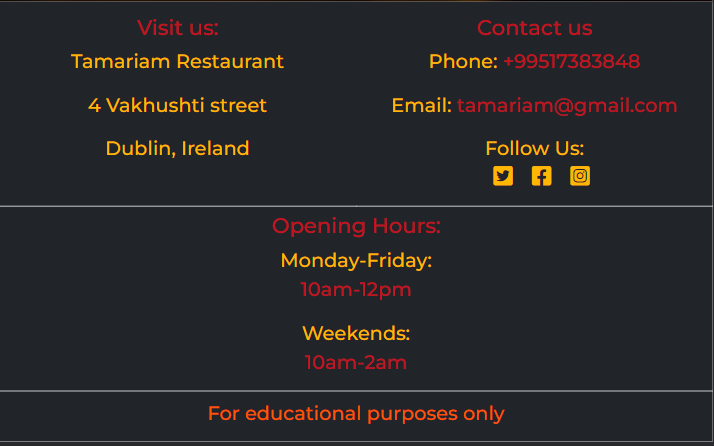 Visit us:
Tamariam Restaurant
4 Vakhushti street
Dublin, Ireland
Contact us
Phone: +99517383848
Email: tamariam@gmail.com
Follow Us:
Opening Hours:
Monday-Friday:
10am-12pm
Weekends:
10am-2am
For educational purposes only